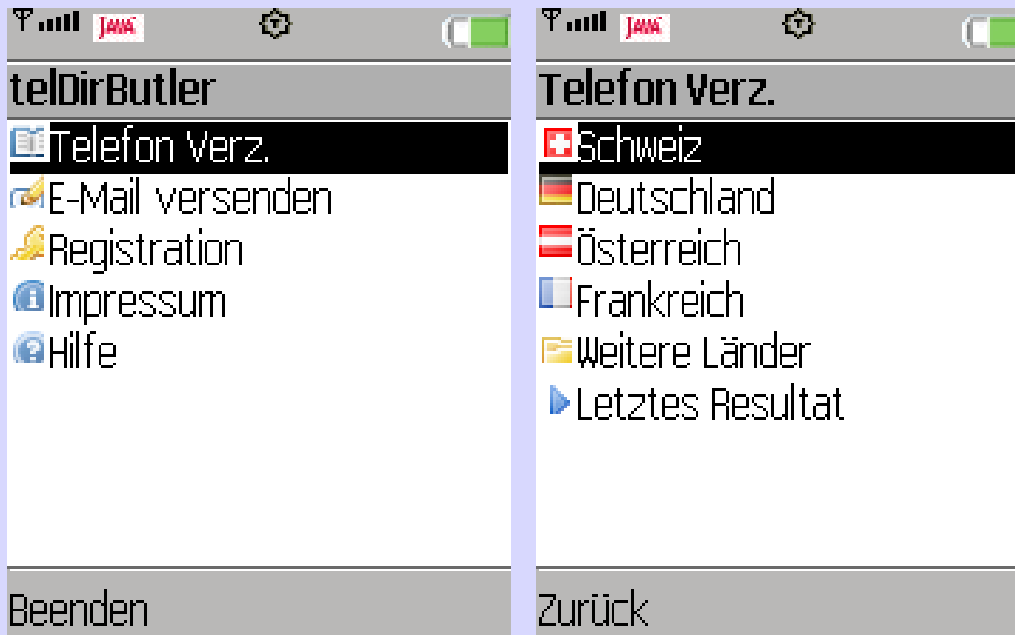 JAVA
telDirButler
Telefon Verz.
E-Mail versenden
Registration
Impressum
Hilfe
Beenden
JAVA
Telefon Verz.
Schweiz
Deutschland
Österreich
Frankreich
Weitere Länder
Letztes Resultat
Zurück